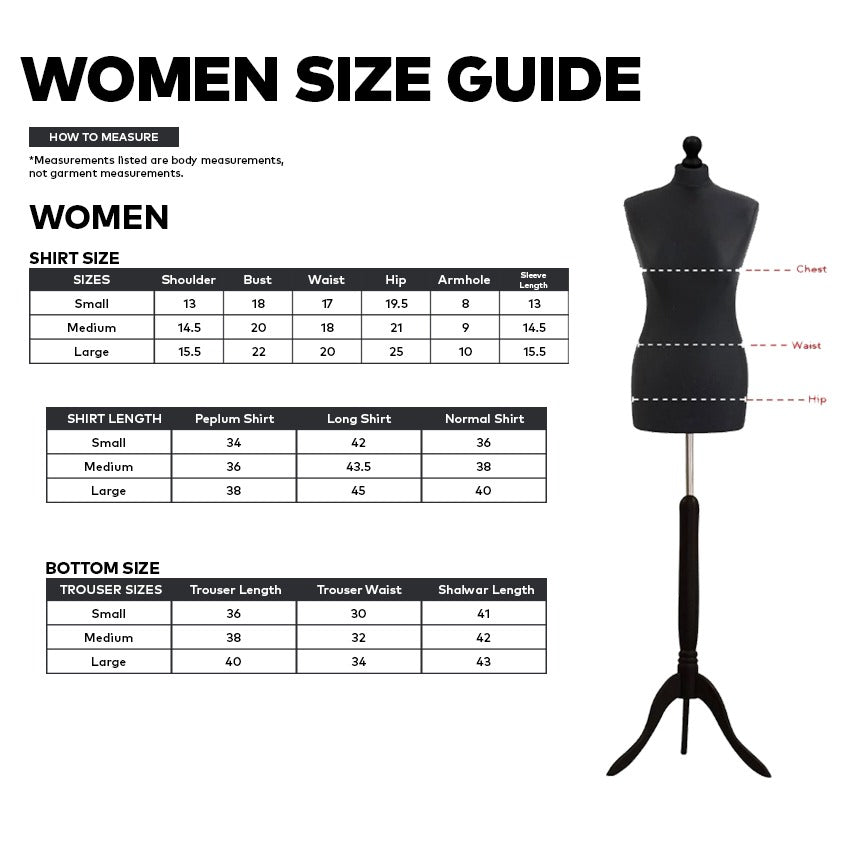 WOMEN SIZE GUIDE
HOW TO MEASURE
*Measurements listed are body measurements,
not garment measurements.
WOMEN
SHIRT SIZE
SIZES Shoulder Bust Waist Hip Armhole Sleeve Length
Small 13 18 17 19.5 8 13
Medium 14.5 20 18 21 9 14.5
Large 15.5 22 20 25 10 15.5
SHIRT LENGTH Peplum Shirt Long Shirt Normal Shirt
Small 34 42 36
Medium 36 43.5 38
Large 38 45 40
BOTTOM SIZE
TROUSER SIZES Trouser Length Trouser Waist Shalwar Length
Small 36 30 41
Medium 38 32 42
Large 40 34 43
Chest
Waist
Hip